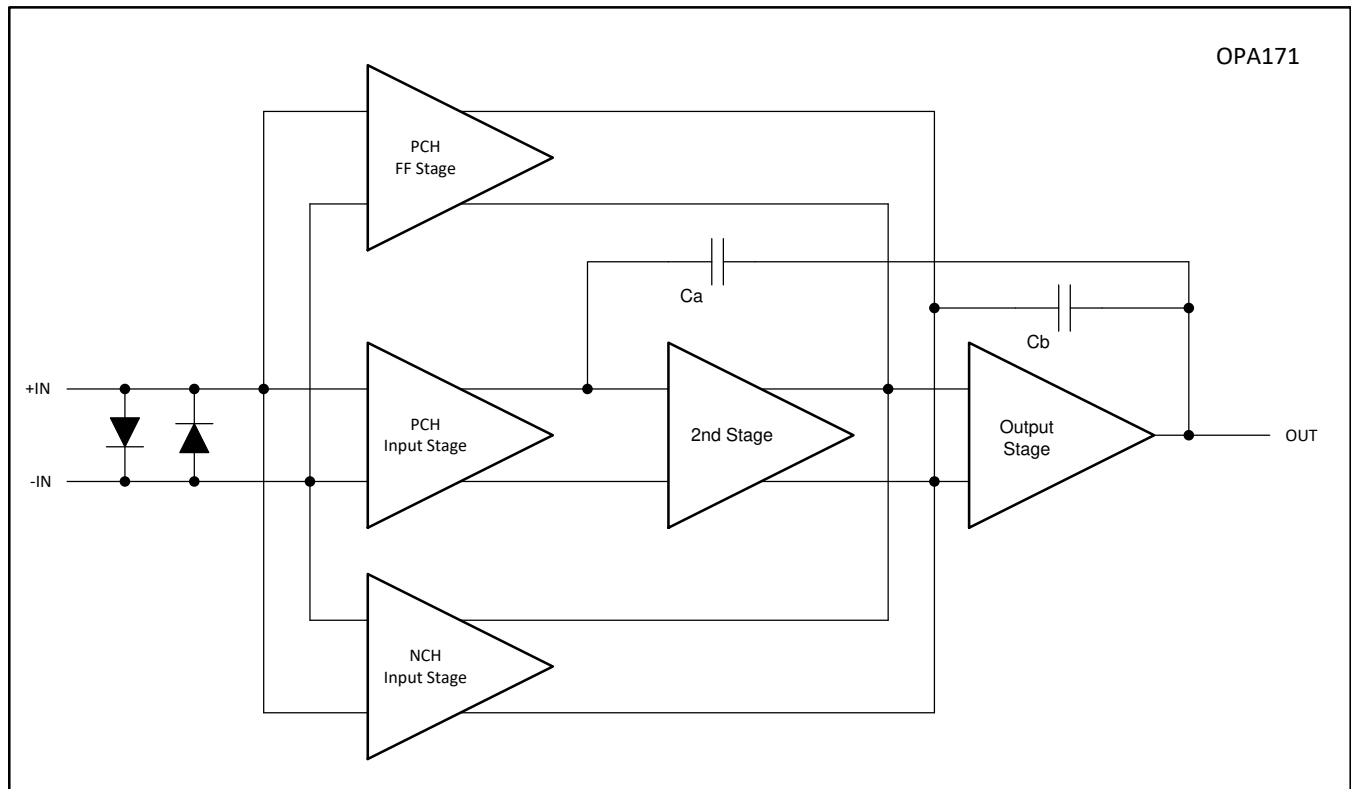 OPA171
PCH
FF Stage
Ca
Cb
+IN
PCH
Input Stage
2nd Stage
Output
Stage
OUT
-IN
NCH
Input Stage